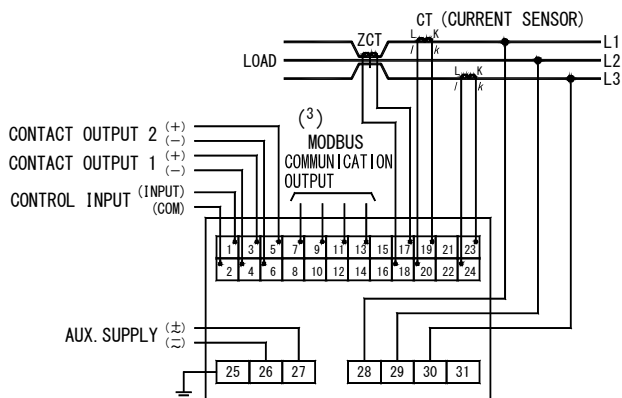 CT (CURRENT SENSOR)
ZCT L K L1
l k
LOAD L2
L K L3
l k
CONTACT OUTPUT 2 (+)
(−)
CONTACT OUTPUT 1 (+)
(−)
CONTROL INPUT (INPUT)
(COM)
(3)
MODBUS
COMMUNICATION
OUTPUT
1 3 5 7 9 11 13 15 17 19 21 23
2 4 6 8 10 12 14 16 18 20 22 24
AUX. SUPPLY (±)
(≂)
25 26 27 28 29 30 31